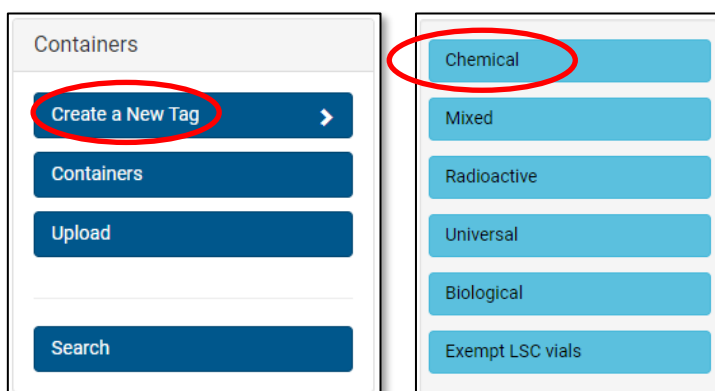 Containers
Create a New Tag
Containers
Upload
Search
Chemical
Mixed
Radioactive
Universal
Biological
Exempt LSC vials